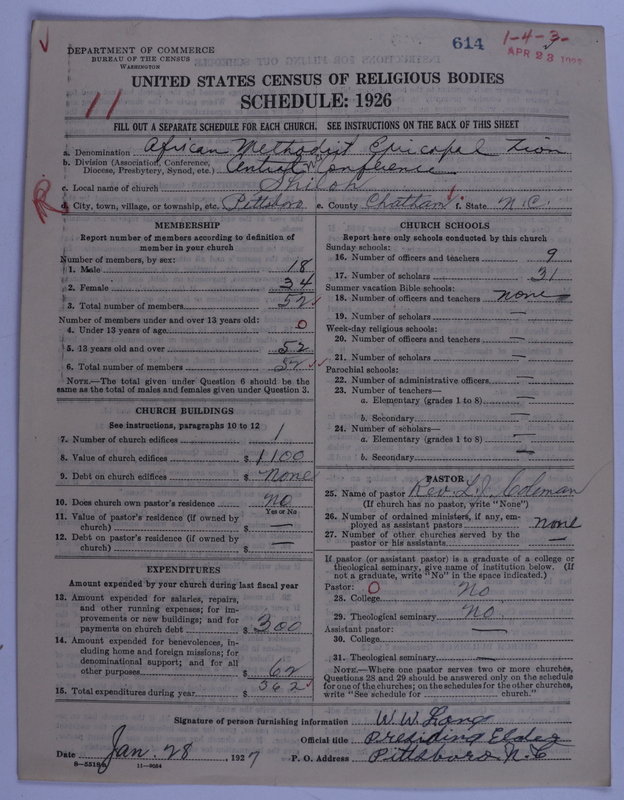 614
1-4-3-
APR 23
DEPARTMENT OF COMMERCE
BUREAU OF THE CENSUS
WASHINGTON
UNITED STATES CENSUS OF RELIGIOUS BODIES
SCHEDULE: 1926
11
FILL OUT A SEPARATE SCHEDULE FOR EACH CHURCH. SEE INSTRUCTIONS ON THE BACK OF THIS SHEET
a. Denomination African Methodist Episcopal Zion
b. Division (Association, Conference, Diocese, Presbytery, Synod, etc.) Central N.C. Conference
c. Local name of church Shiloh
R
d. City, town, village, or township, etc. Pittsboro e. County Chatham f. State N.C.
MEMBERSHIP
Report number of members according to definition of
member in your church
Number of members, by sex:
1. Male 18
2. Female 34
3. Total number of members 52
Number of members under and over 13 years old:
4. Under 13 years of age 0
5. 13 years old and over 52
6. Total number of members 52
NOTE.—The total given under Question 6 should be
same as the total of males and females given under Question 3.
CHURCH BUILDINGS
See instructions, paragraphs 10 to 12
7. Number of church edifices 1
8. Value of church edifices $ 1100
9. Debt on church edifices $ None
10. Does church own pastor's residence No
Yes or No
11. Value of pastor's residence (if owned by
church) $ —
12. Debt on pastor's residence (if owned by
church) $ —
EXPENDITURES
Amount expended by your church during last fiscal year
13. Amount expended for salaries, repairs,
and other running expenses; for im-
provements or new buildings; and for
payments on church debt $ 300
14. Amount expended for benevolences, in-
cluding home and foreign missions; for
denominational support; and for all
other purposes $ 62
15. Total expenditures during year $ 362
CHURCH SCHOOLS
Report here only schools conducted by this church
Sunday schools:
16. Number of officers and teachers 9
17. Number of scholars 31
Summer vacation Bible schools:
18. Number of officers and teachers none
19. Number of scholars —
Week-day religious schools:
20. Number of officers and teachers —
21. Number of scholars —
Parochial schools:
22. Number of administrative officers —
23. Number of teachers—
a. Elementary (grades 1 to 8) —
b. Secondary —
24. Number of scholars—
a. Elementary (grades 1 to 8) —
b. Secondary —
PASTOR
25. Name of pastor Rev. L.J. Coleman
(If church has no pastor, write "None")
26. Number of ordained ministers, if any, em-
ployed as assistant pastors none
27. Number of other churches served by the
pastor or his assistants —
If pastor (or assistant pastor) is a graduate of a college or
theological seminary, give name of institution below. (If
not a graduate, write "No" in the space indicated.)
Pastor: 0
28. College No
29. Theological seminary No
Assistant pastor:
30. College —
31. Theological seminary —
NOTE.—Where one pastor serves two or more churches,
Questions 28 and 29 should be answered only on the schedule
for one of the churches; on the schedules for the other churches,
write "See schedule for church."
Signature of person furnishing information W.W. Long
Official title Presiding Elder
Date Jan. 28, 1927 P. O. Address Pittsboro N.C
8—5518a 11—9084